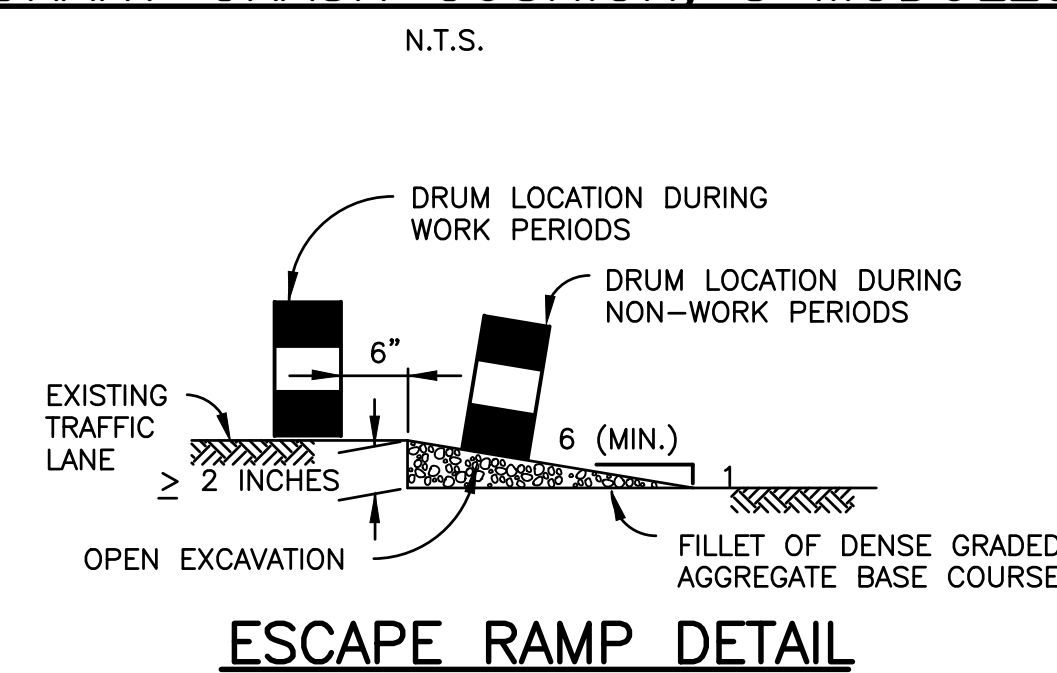 N.T.S.
DRUM LOCATION DURING
WORK PERIODS
DRUM LOCATION DURING
NON-WORK PERIODS
6"
EXISTING
TRAFFIC
LANE
6 (MIN.)
1
≥ 2 INCHES
OPEN EXCAVATION
FILLET OF DENSE GRADED
AGGREGATE BASE COURSE
ESCAPE RAMP DETAIL